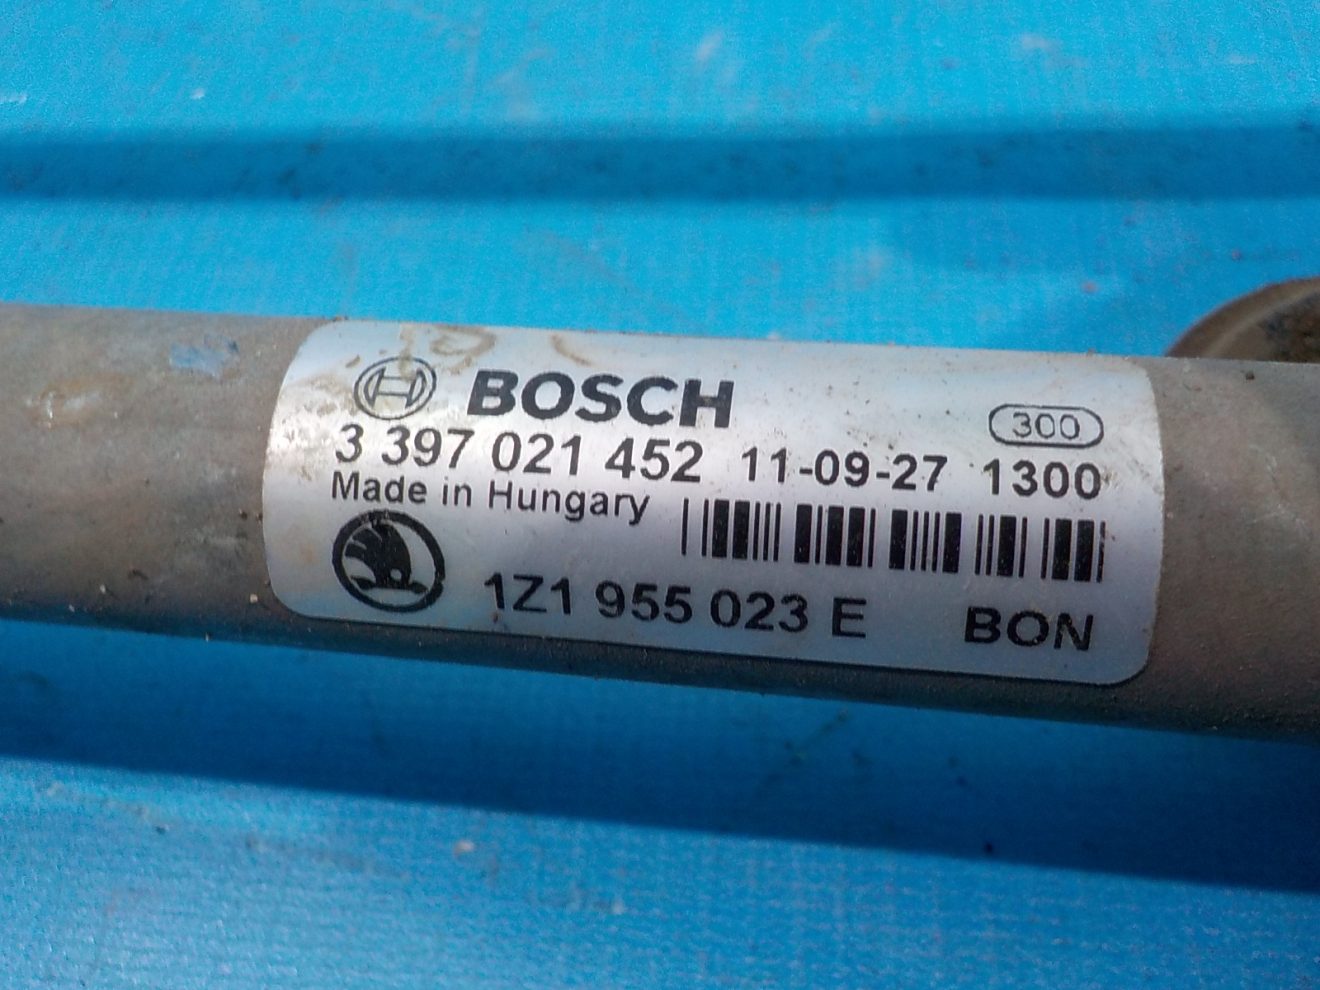 BOSCH
300
3 397 021 452 11-09-27 1300
Made in Hungary
1Z1 955 023 E BON